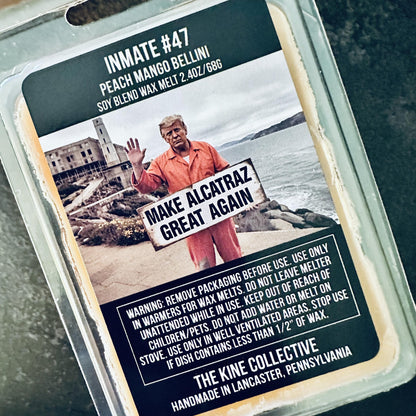 INMATE #47
PEACH MANGO BELLINI
SOY BLEND WAX MELT 2.4OZ/68G
MAKE ALCATRAZ
GREAT AGAIN
WARNING: REMOVE PACKAGING BEFORE USE. USE ONLY
IN WARMERS FOR WAX MELTS. DO NOT LEAVE MELTER
UNATTENDED WHILE IN USE. KEEP OUT OF REACH OF
CHILDREN/PETS. DO NOT ADD WATER OR MELT ON
STOVE. USE ONLY IN WELL VENTILATED AREAS. STOP USE
IF DISH CONTAINS LESS THAN 1/2" OF WAX.
THE KINE COLLECTIVE
HANDMADE IN LANCASTER, PENNSYLVANIA